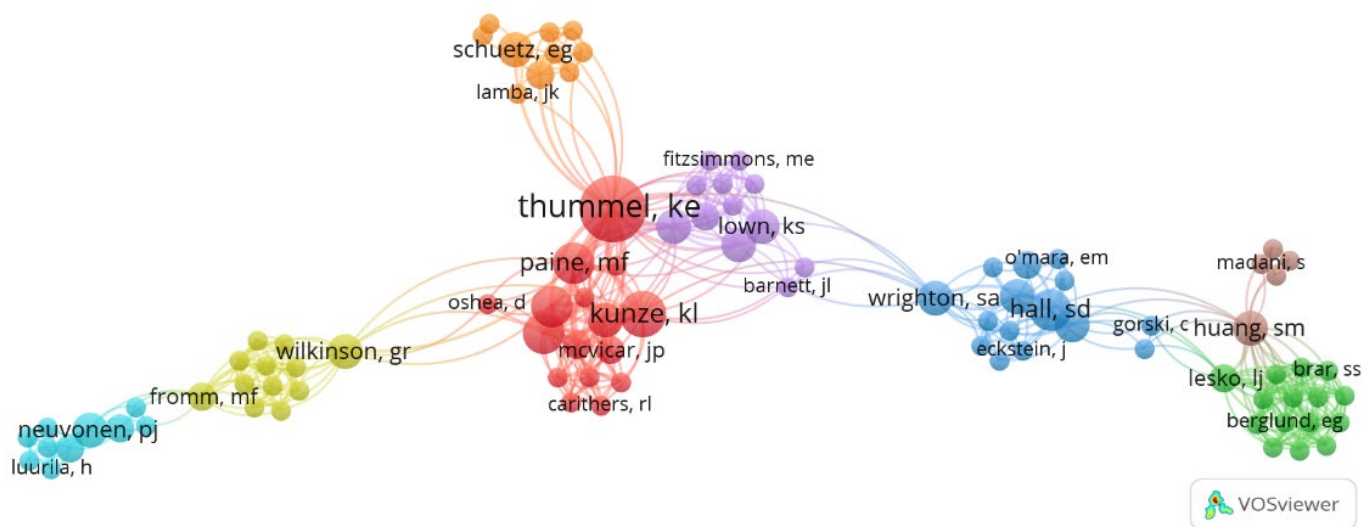 schuetz, eg
lamba, jk
fitzsimmons, me
thummel, ke
lown, ks
paine, mf
o'mara, em
madani, s
barnett, jl
oshea, d
wrighton, sa
kunze, kl
hall, sd
gorski, c
huang, sm
mcvicar, jp
eckstein, j
wilkinson, gr
brar, ss
lesko, lj
fromm, mf
carithers, rl
berglund, eg
neuvonen, pj
luurila, h
VOSviewer